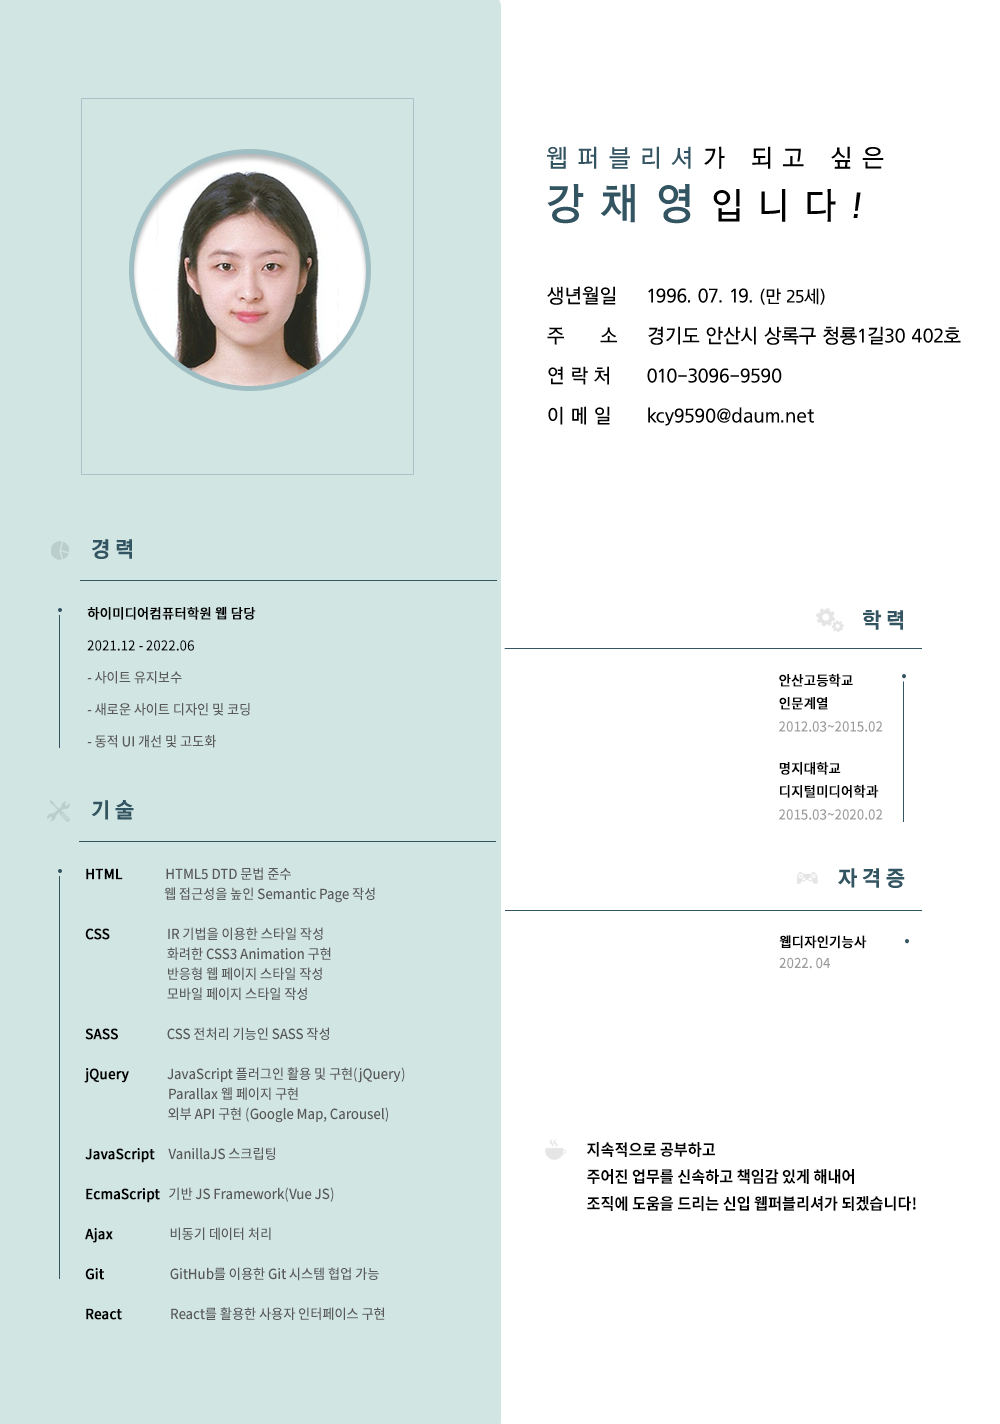 웹퍼블리셔가 되고 싶은
강채영입니다!
생년월일 1996. 07. 19. (만 25세)
주 소 경기도 안산시 상록구 청룡1길30 402호
연락처 010-3096-9590
이메일 kcy9590@daum.net
경력
하이미디어컴퓨터학원 웹 담당
2021.12 - 2022.06
- 사이트 유지보수
- 새로운 사이트 디자인 및 코딩
- 동적 UI 개선 및 고도화
기술
HTML HTML5 DTD 문법 준수
웹 접근성을 높인 Semantic Page 작성
CSS IR 기법을 이용한 스타일 작성
화려한 CSS3 Animation 구현
반응형 웹 페이지 스타일 작성
모바일 페이지 스타일 작성
SASS CSS 전처리 기능인 SASS 작성
jQuery JavaScript 플러그인 활용 및 구현(jQuery)
Parallax 웹 페이지 구현
외부 API 구현 (Google Map, Carousel)
JavaScript VanillaJS 스크립팅
EcmaScript 기반 JS Framework(Vue JS)
Ajax 비동기 데이터 처리
Git GitHub를 이용한 Git 시스템 협업 가능
React React를 활용한 사용자 인터페이스 구현
학력
안산고등학교
인문계열
2012.03~2015.02
명지대학교
디지털미디어학과
2015.03~2020.02
자격증
웹디자인기능사
2022. 04
지속적으로 공부하고
주어진 업무를 신속하고 책임감 있게 해내어
조직에 도움을 드리는 신입 웹퍼블리셔가 되겠습니다!